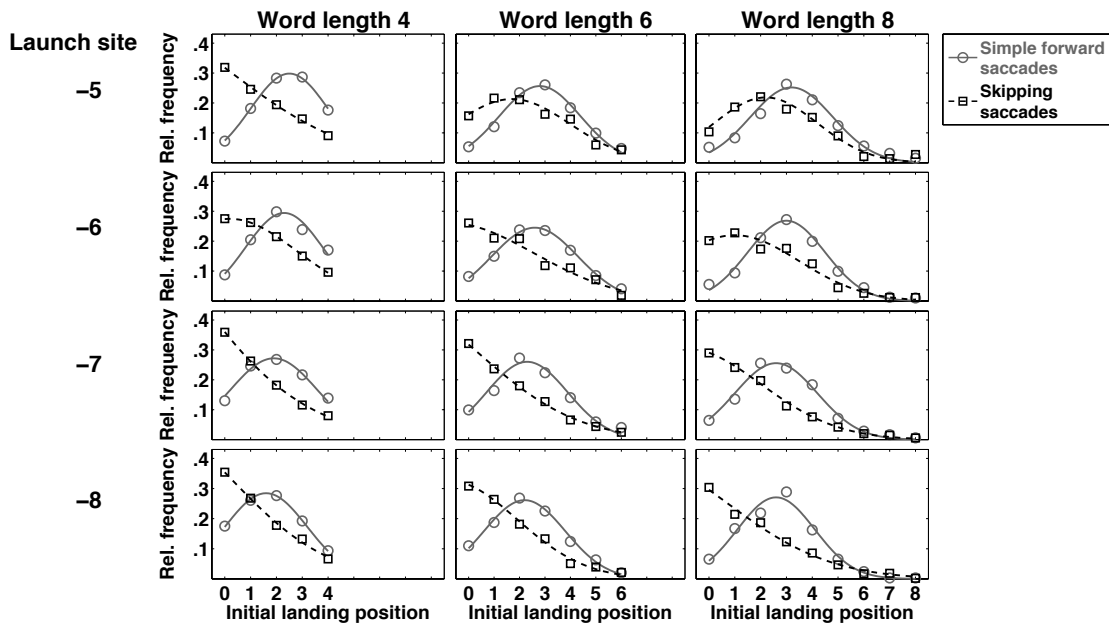 Word length 4 Word length 6 Word length 8
Launch site
-5
-6
-7
-8
Rel. frequency
.4
.3
.2
.1
Rel. frequency
.4
.3
.2
.1
Rel. frequency
.4
.3
.2
.1
Rel. frequency
.4
.3
.2
.1
0 1 2 3 4
Initial landing position
0 1 2 3 4 5 6
Initial landing position
0 1 2 3 4 5 6 7 8
Initial landing position
Simple forward
saccades
Skipping
saccades